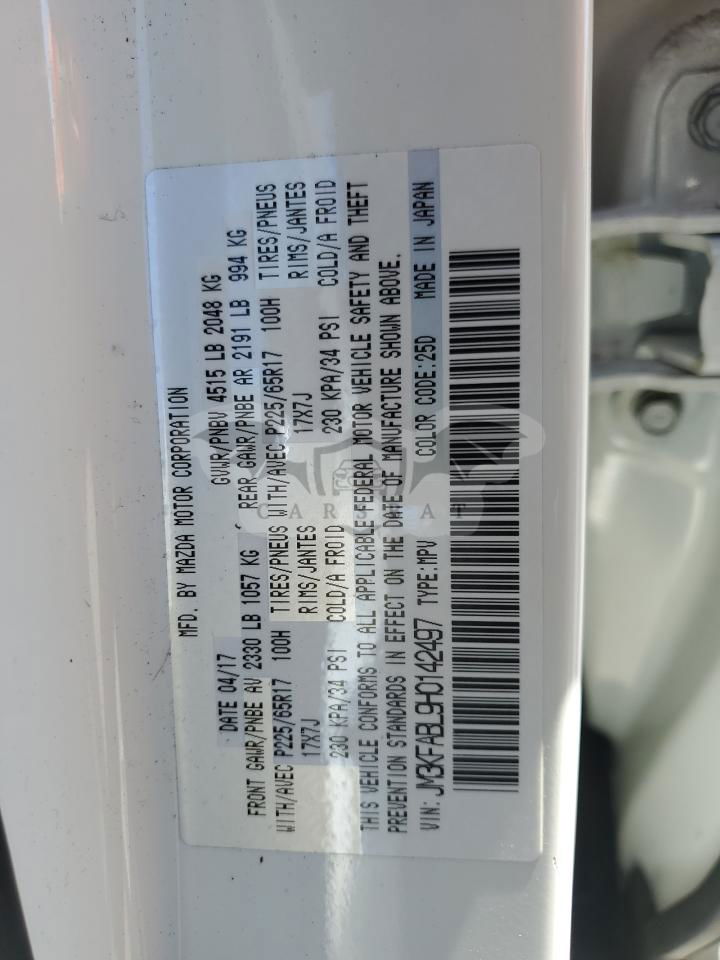 MFD. BY MAZDA MOTOR CORPORATION
DATE 04/17 GVWR/PNBV 4515 LB 2048 KG
FRONT GAWR/PNBE AV 2330 LB 1057 KG REAR GAWR/PNBE AR 2191 LB 994 KG
WITH/AVEC P225/65R17 100H TIRES/PNEUS WITH/AVEC P225/65R17 100H TIRES/PNEUS
17X7J RIMS/JANTES 17X7J RIMS/JANTES
230 KPA/34 PSI COLD/A FROID 230 KPA/34 PSI COLD/A FROID
THIS VEHICLE CONFORMS TO ALL APPLICABLE FEDERAL MOTOR VEHICLE SAFETY AND THEFT
PREVENTION STANDARDS IN EFFECT ON THE DATE OF MANUFACTURE SHOWN ABOVE.
VIN: JM3KFABL9H0142497 TYPE:MPV COLOR CODE:25D MADE IN JAPAN